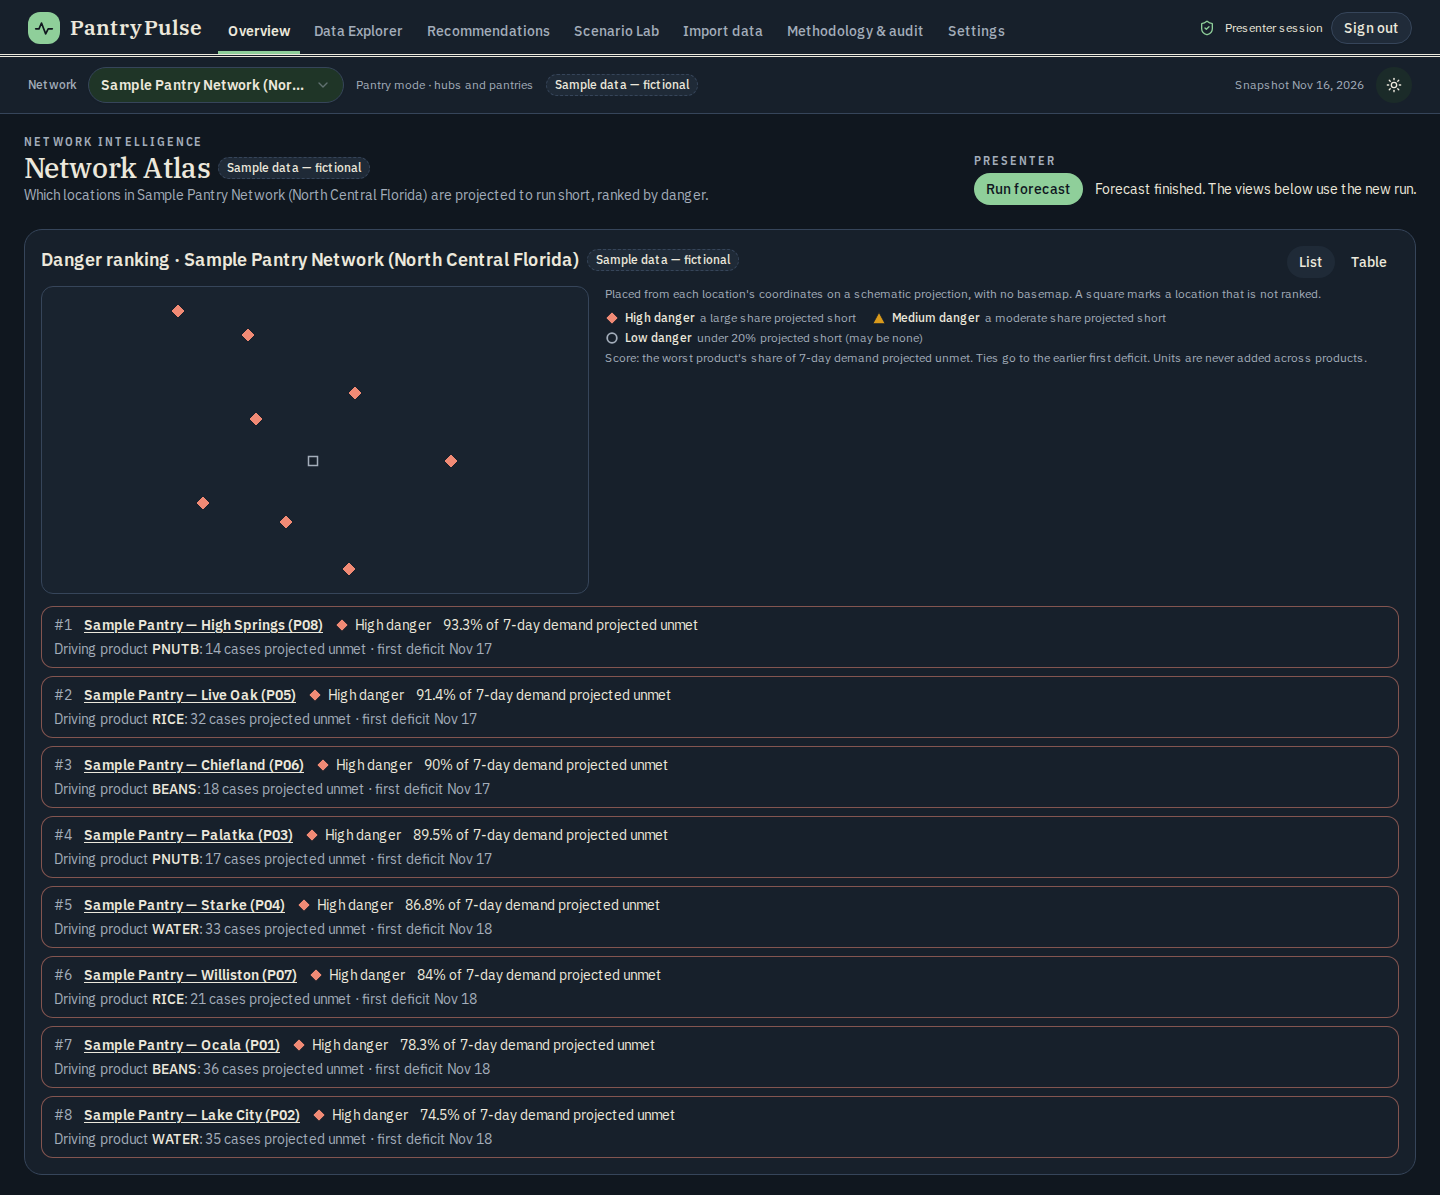 PantryPulse
Overview
Data Explorer
Recommendations
Scenario Lab
Import data
Methodology & audit
Settings
Presenter session
Sign out
Network
Sample Pantry Network (Nor...
Pantry mode · hubs and pantries
Sample data — fictional
Snapshot Nov 16, 2026
NETWORK INTELLIGENCE
Network Atlas
Sample data — fictional
Which locations in Sample Pantry Network (North Central Florida) are projected to run short, ranked by danger.
PRESENTER
Run forecast
Forecast finished. The views below use the new run.
Danger ranking · Sample Pantry Network (North Central Florida)
Sample data — fictional
List
Table
Placed from each location's coordinates on a schematic projection, with no basemap. A square marks a location that is not ranked.
High danger a large share projected short
Medium danger a moderate share projected short
Low danger under 20% projected short (may be none)
Score: the worst product's share of 7-day demand projected unmet. Ties go to the earlier first deficit. Units are never added across products.
#1 Sample Pantry — High Springs (P08) High danger 93.3% of 7-day demand projected unmet
Driving product PNUTB: 14 cases projected unmet · first deficit Nov 17
#2 Sample Pantry — Live Oak (P05) High danger 91.4% of 7-day demand projected unmet
Driving product RICE: 32 cases projected unmet · first deficit Nov 17
#3 Sample Pantry — Chiefland (P06) High danger 90% of 7-day demand projected unmet
Driving product BEANS: 18 cases projected unmet · first deficit Nov 17
#4 Sample Pantry — Palatka (P03) High danger 89.5% of 7-day demand projected unmet
Driving product PNUTB: 17 cases projected unmet · first deficit Nov 17
#5 Sample Pantry — Starke (P04) High danger 86.8% of 7-day demand projected unmet
Driving product WATER: 33 cases projected unmet · first deficit Nov 18
#6 Sample Pantry — Williston (P07) High danger 84% of 7-day demand projected unmet
Driving product RICE: 21 cases projected unmet · first deficit Nov 18
#7 Sample Pantry — Ocala (P01) High danger 78.3% of 7-day demand projected unmet
Driving product BEANS: 36 cases projected unmet · first deficit Nov 18
#8 Sample Pantry — Lake City (P02) High danger 74.5% of 7-day demand projected unmet
Driving product WATER: 35 cases projected unmet · first deficit Nov 18